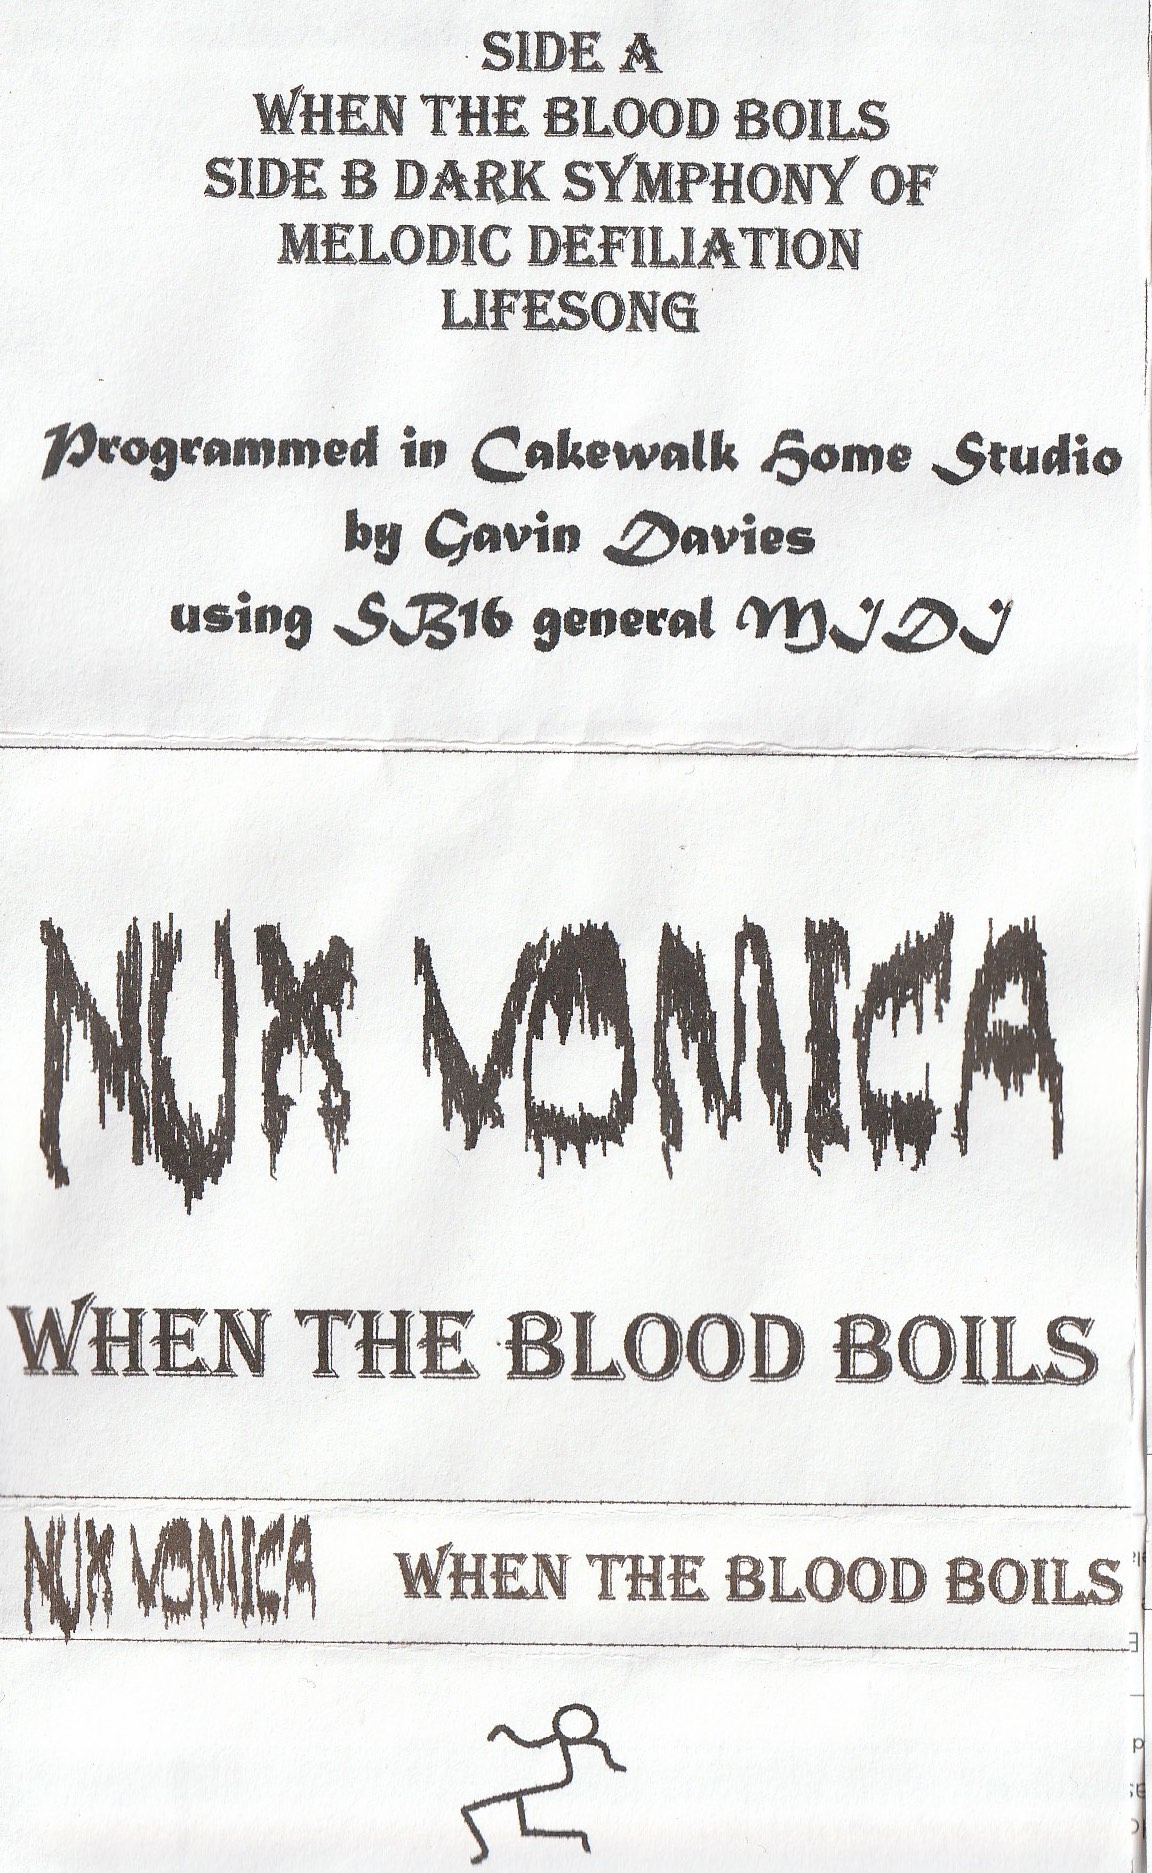 SIDE A
WHEN THE BLOOD BOILS
SIDE B DARK SYMPHONY OF
MELODIC DEFILIATION
LIFESONG
Programmed in Cakewalk Home Studio
by Gavin Davies
using SB16 general MIDI
NUX VOMICA
WHEN THE BLOOD BOILS
NUX VOMICA WHEN THE BLOOD BOILS